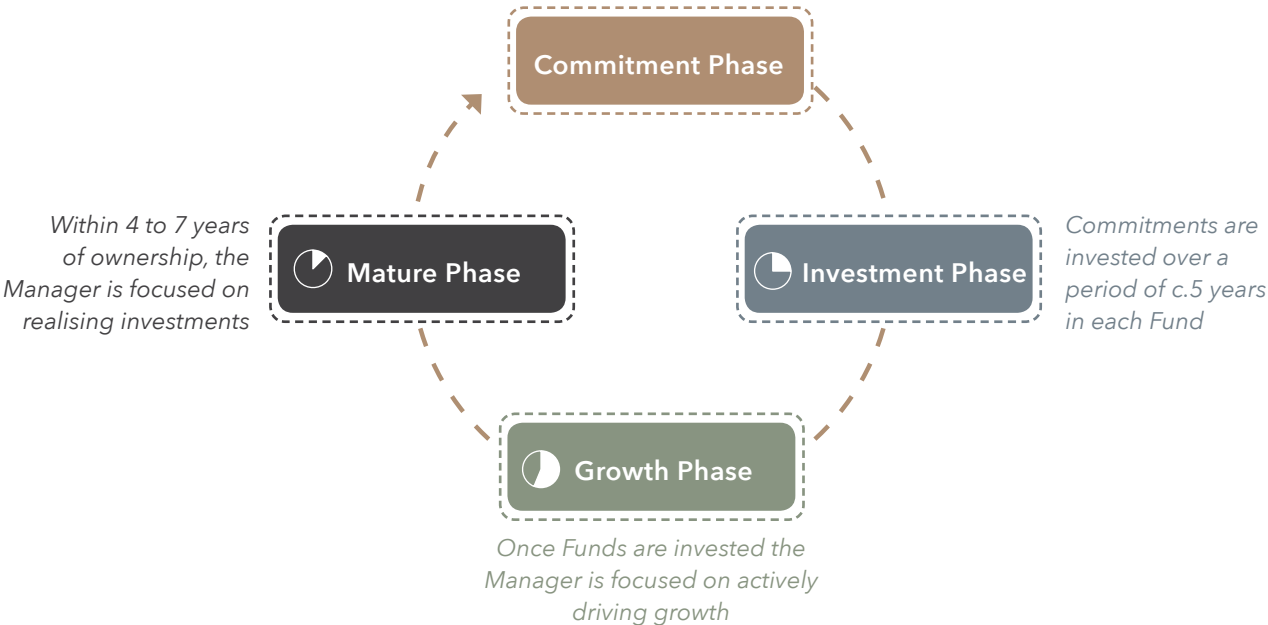 Commitment Phase
Within 4 to 7 years
of ownership, the
Manager is focused on
realising investments
Mature Phase
Investment Phase
Commitments are
invested over a
period of c.5 years
in each Fund
Growth Phase
Once Funds are invested the
Manager is focused on actively
driving growth